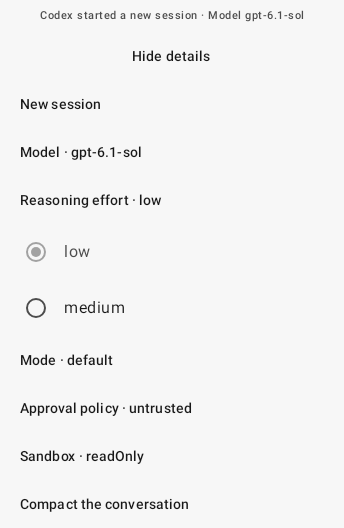 Codex started a new session · Model gpt-6.1-sol
Hide details
New session
Model · gpt-6.1-sol
Reasoning effort · low
low
medium
Mode · default
Approval policy · untrusted
Sandbox · readOnly
Compact the conversation